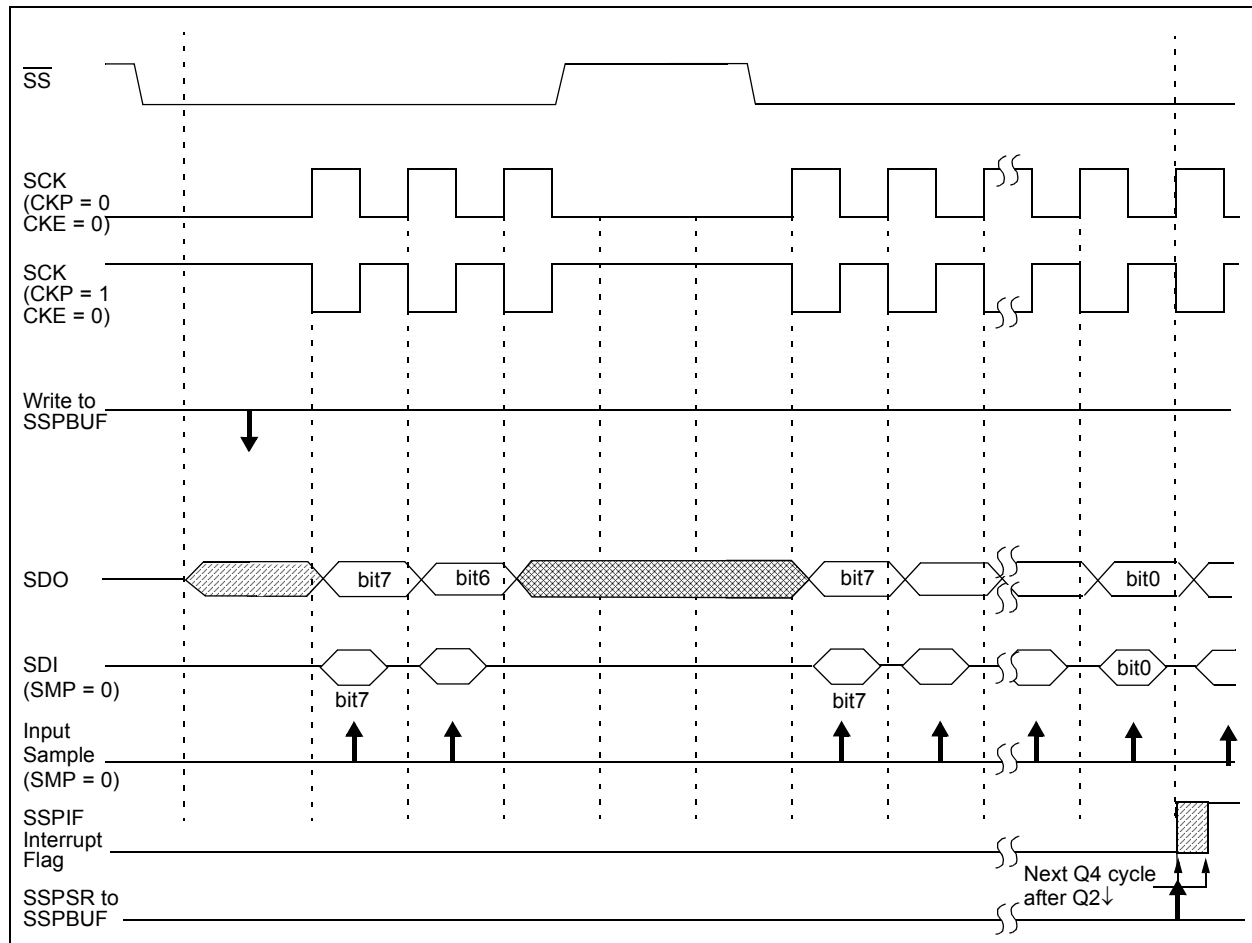 SS
SCK
(CKP = 0
CKE = 0)
SCK
(CKP = 1
CKE = 0)
Write to
SSPBUF
SDO
bit7
bit6
bit7
bit0
SDI
(SMP = 0)
bit7
bit7
bit0
Input
Sample
(SMP = 0)
SSPIF
Interrupt
Flag
Next Q4 cycle
after Q2↓
SSPSR to
SSPBUF